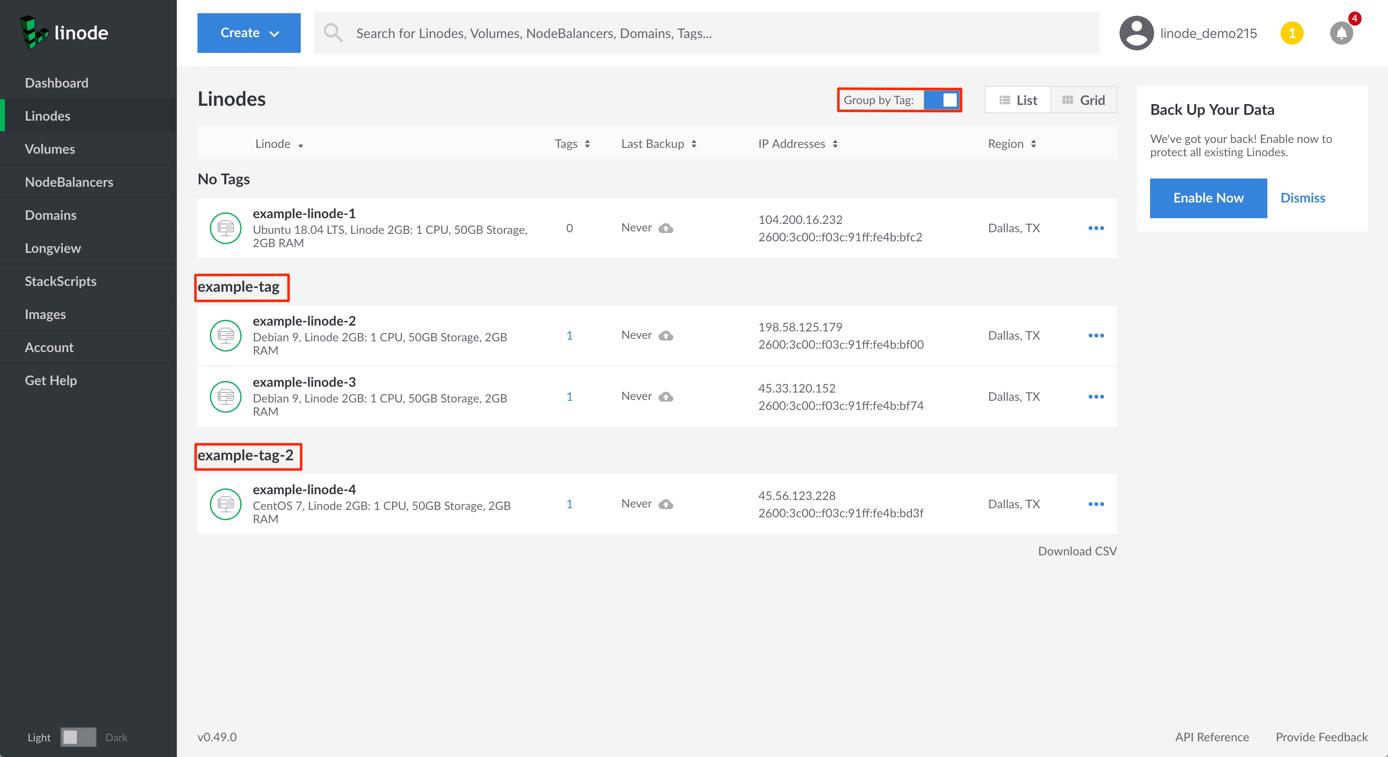 linode
Create
Search for Linodes, Volumes, NodeBalancers, Domains, Tags...
linode_demo215
1
4
Dashboard
Linodes
Volumes
NodeBalancers
Domains
Longview
StackScripts
Images
Account
Get Help
Light
Dark
Linodes
Group by Tag:
List
Grid
Linode
Tags
Last Backup
IP Addresses
Region
No Tags
example-linode-1
Ubuntu 18.04 LTS, Linode 2GB: 1 CPU, 50GB Storage,
2GB RAM
0
Never
104.200.16.232
2600:3c00::f03c:91ff:fe4b:bfc2
Dallas, TX
example-tag
example-linode-2
Debian 9, Linode 2GB: 1 CPU, 50GB Storage, 2GB
RAM
1
Never
198.58.125.179
2600:3c00::f03c:91ff:fe4b:bf00
Dallas, TX
example-linode-3
Debian 9, Linode 2GB: 1 CPU, 50GB Storage, 2GB
RAM
1
Never
45.33.120.152
2600:3c00::f03c:91ff:fe4b:bf74
Dallas, TX
example-tag-2
example-linode-4
CentOS 7, Linode 2GB: 1 CPU, 50GB Storage, 2GB
RAM
1
Never
45.56.123.228
2600:3c00::f03c:91ff:fe4b:bd3f
Dallas, TX
Download CSV
Back Up Your Data
We've got your back! Enable now to
protect all existing Linodes.
Enable Now
Dismiss
v0.49.0
API Reference
Provide Feedback